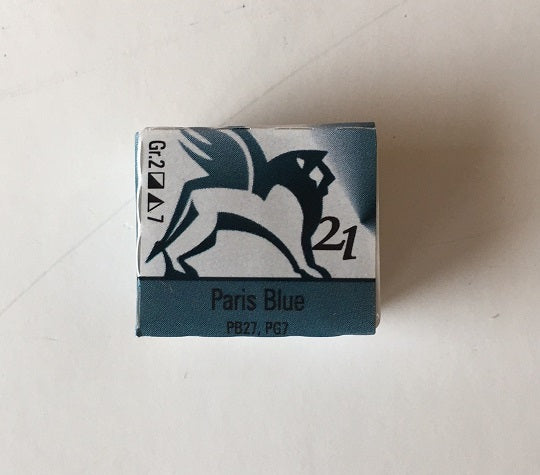 Gr.2 7
21
Paris Blue
PB27, PG7